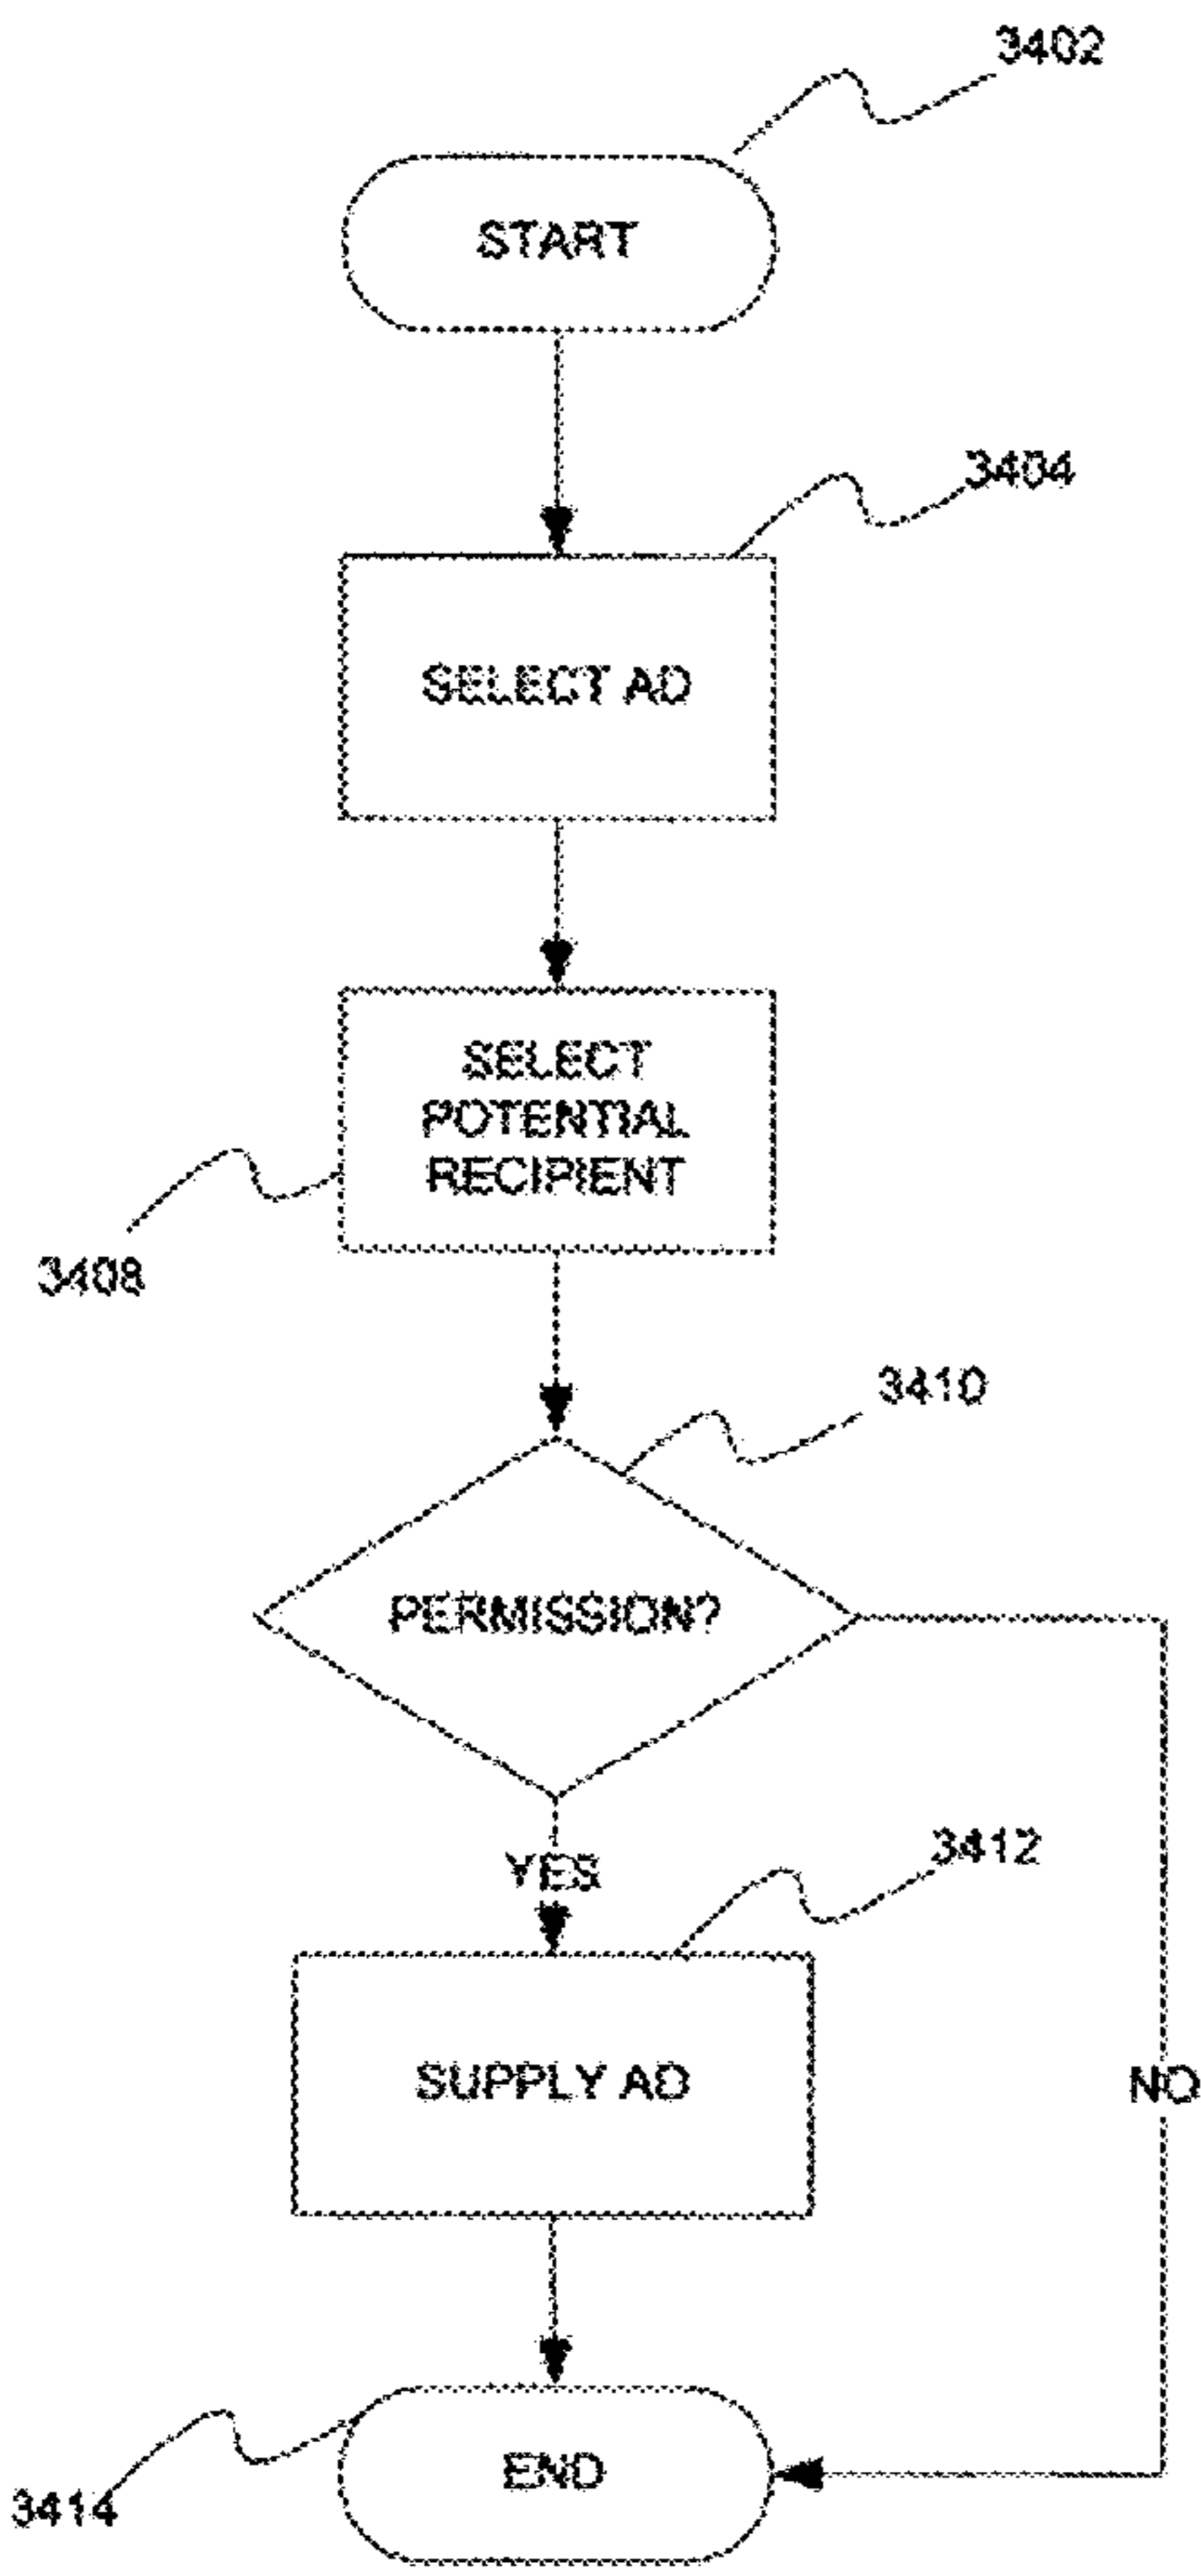 3402
START
3404
SELECT AD
SELECT
POTENTIAL
RECIPIENT
3408
3410
PERMISSION?
YES
3412
SUPPLY AD
NO
END
3414